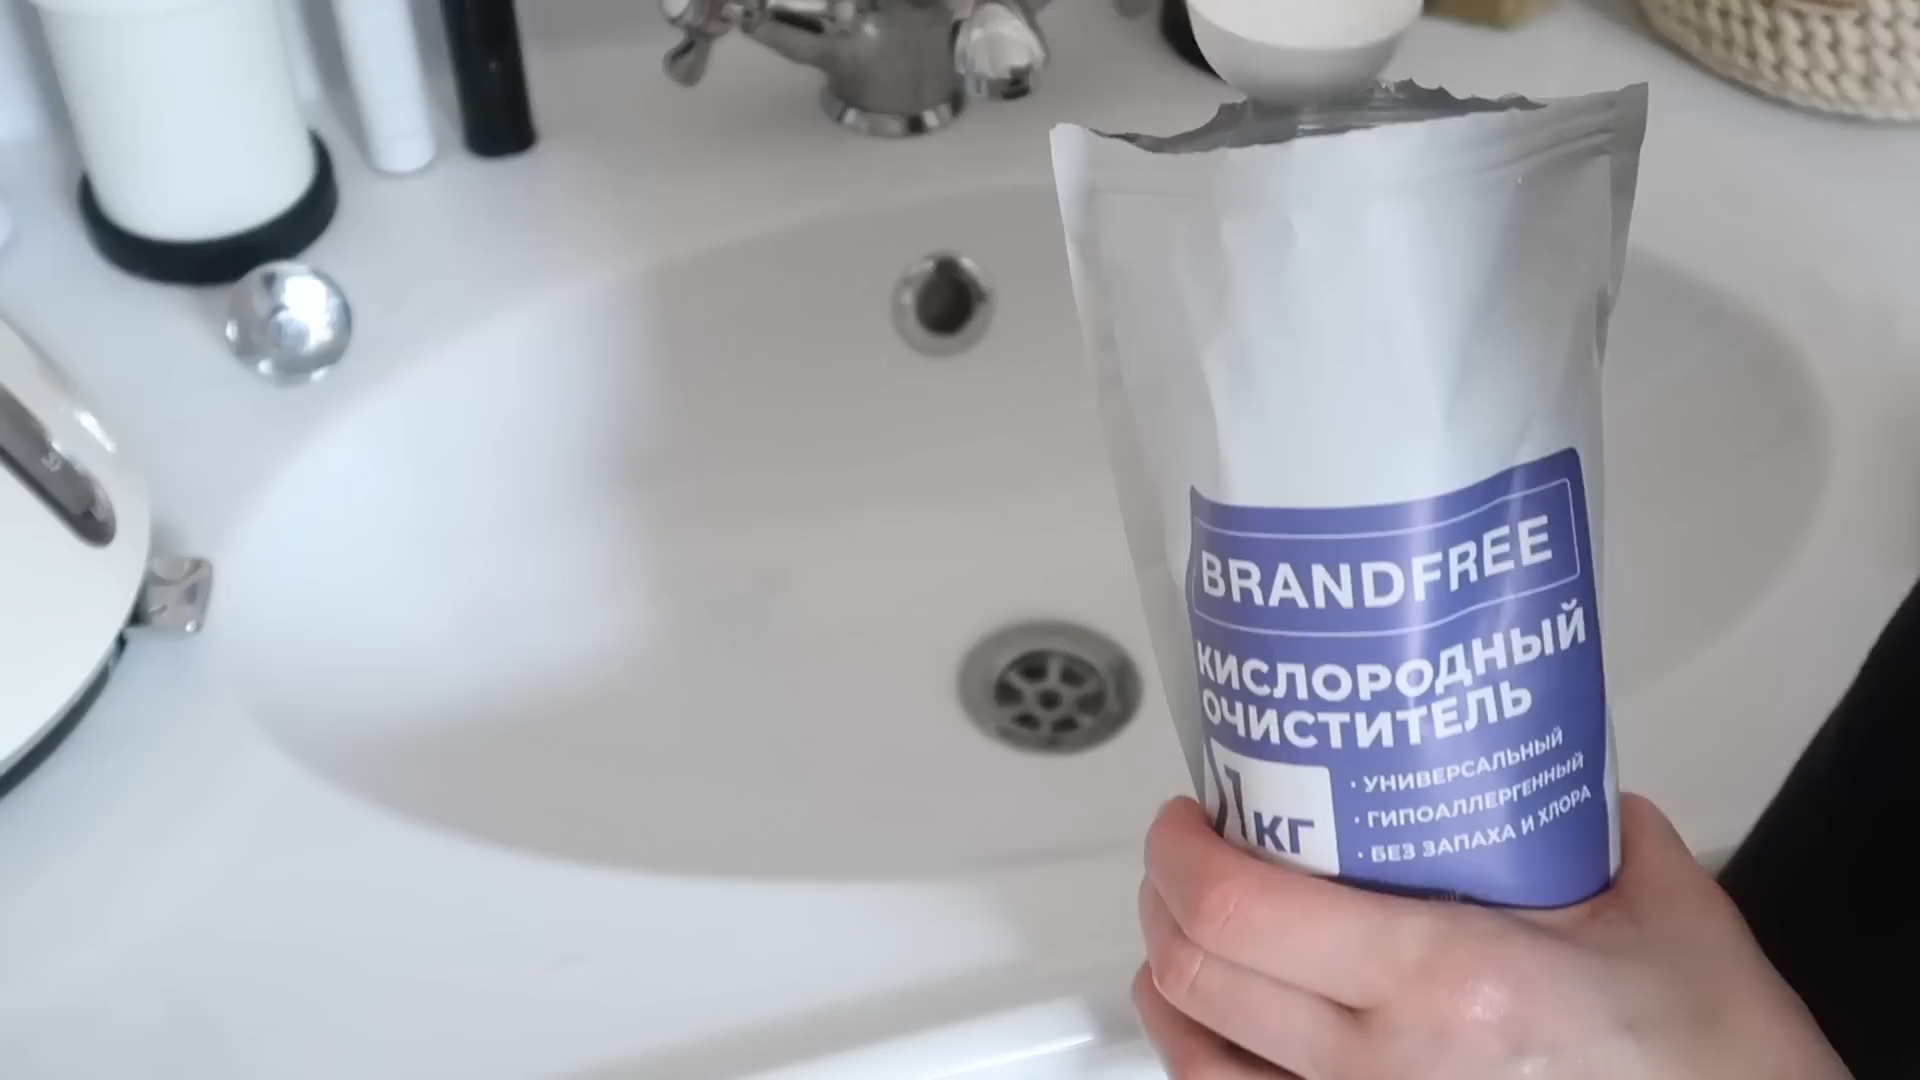 BRANDFREE
КИСЛОРОДНЫЙ
ОЧИСТИТЕЛЬ
1 КГ
· УНИВЕРСАЛЬНЫЙ
· ГИПОАЛЛЕРГЕННЫЙ
· БЕЗ ЗАПАХА И ХЛОРА